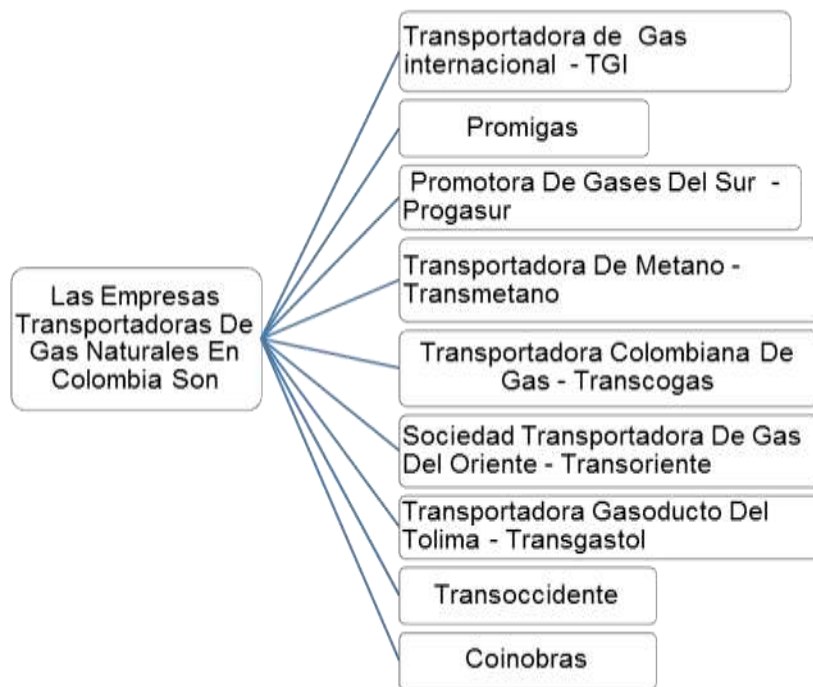 Transportadora de Gas
internacional - TGI
Promigas
Promotora De Gases Del Sur -
Progasur
Transportadora De Metano -
Transmetano
Las Empresas
Transportadoras De
Gas Naturales En
Colombia Son
Transportadora Colombiana De
Gas - Transcogas
Sociedad Transportadora De Gas
Del Oriente - Transoriente
Transportadora Gasoducto Del
Tolima - Transgastol
Transoccidente
Coinobras